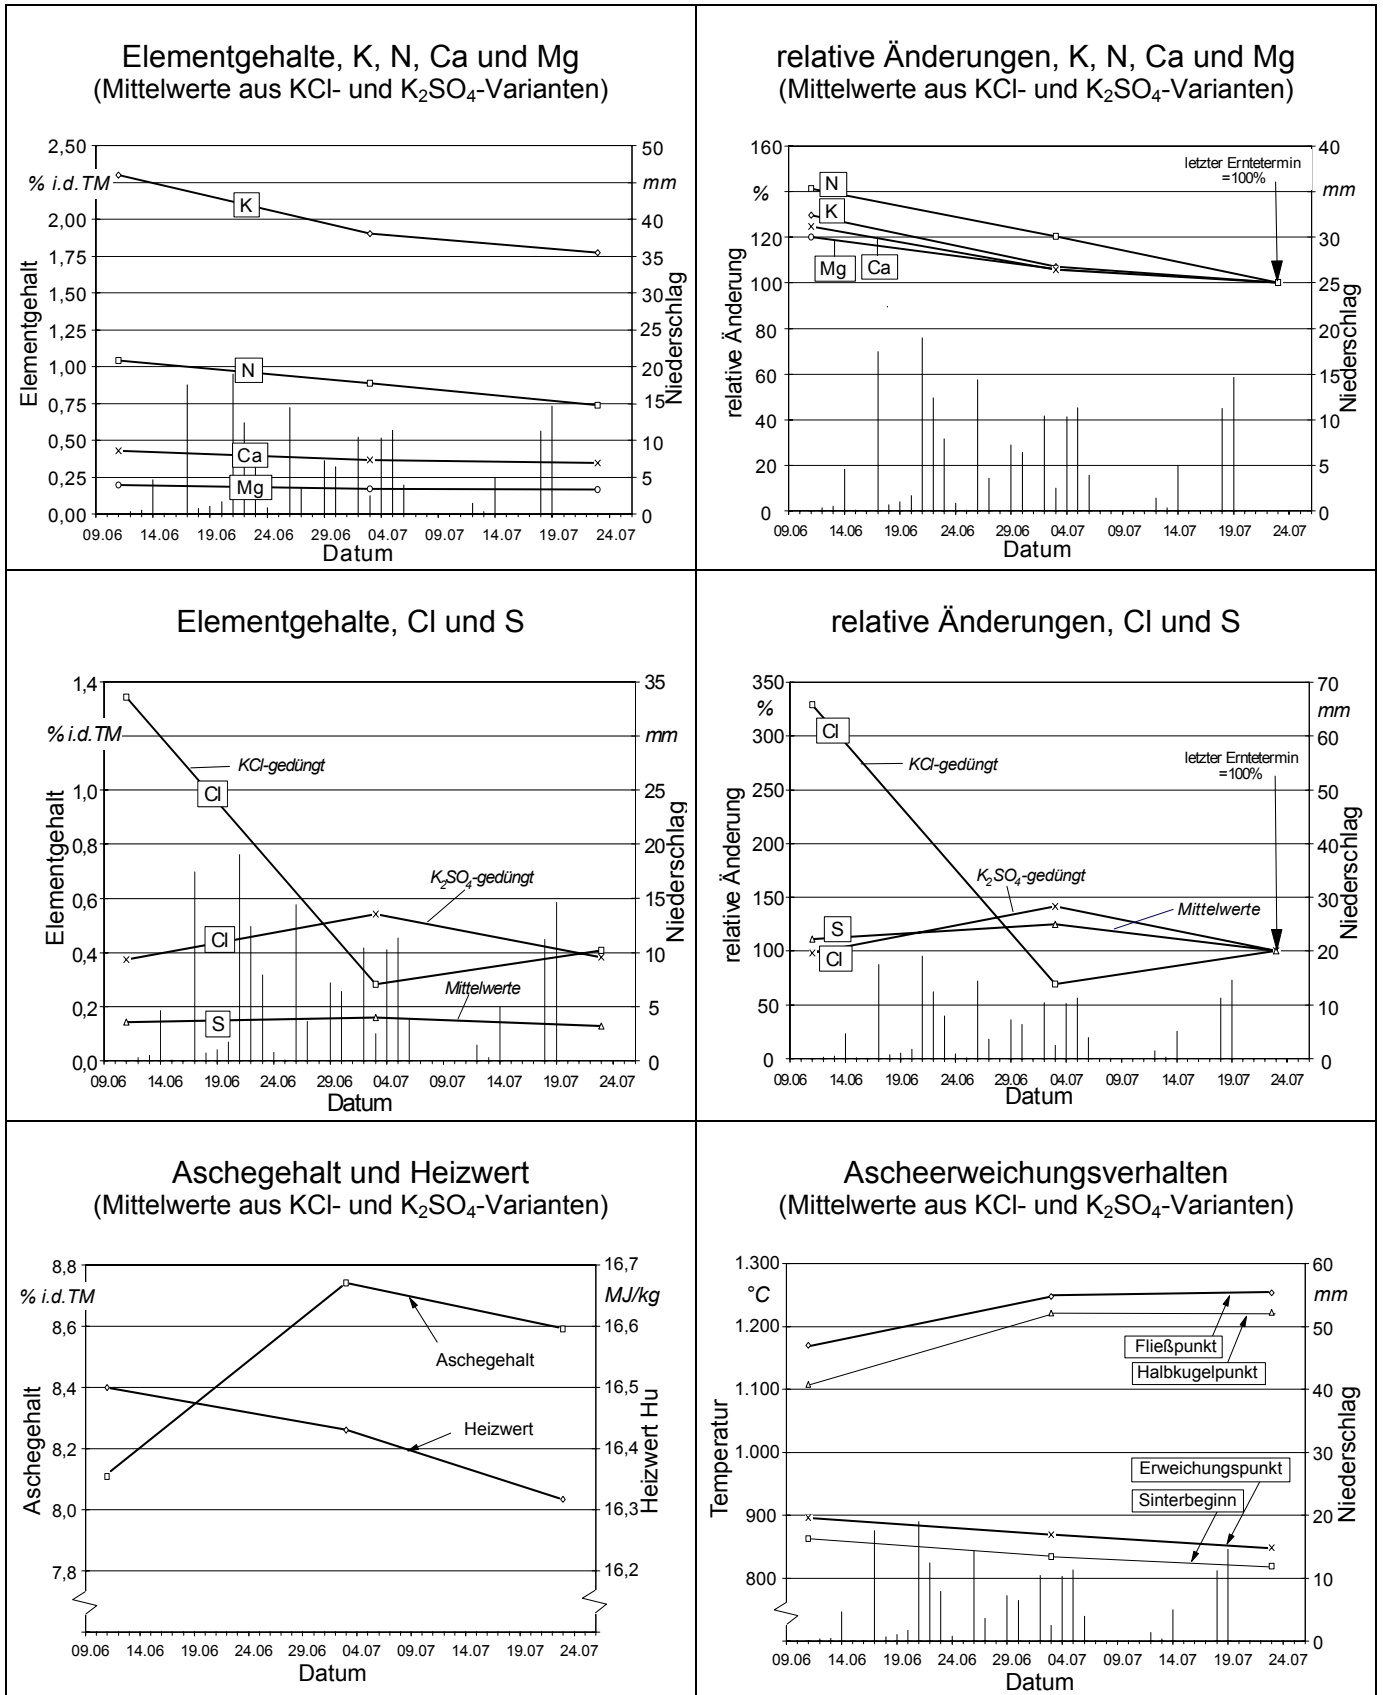 Elementgehalte, K, N, Ca und Mg
(Mittelwerte aus KCl- und K₂SO₄-Varianten)
2,50
% i.d.TM
2,00
1,75
1,50
1,25
1,00
0,75
0,50
0,25
0,00
Elementgehalt
K
N
Ca
Mg
50
mm
40
35
30
25
20
15
10
5
0
Niederschlag
09.06 14.06 19.06 24.06 29.06 04.07 09.07 14.07 19.07 24.07
Datum
relative Änderungen, K, N, Ca und Mg
(Mittelwerte aus KCl- und K₂SO₄-Varianten)
160
%
120
100
80
60
40
20
0
relative Änderung
N
K
Mg
Ca
letzter Erntetermin
=100%
40
mm
30
25
20
15
10
5
0
Niederschlag
09.06 14.06 19.06 24.06 29.06 04.07 09.07 14.07 19.07 24.07
Datum
Elementgehalte, Cl und S
1,4
% i.d.TM
1,0
0,8
0,6
0,4
0,2
0,0
Elementgehalt
KCl-gedüngt
Cl
K₂SO₄-gedüngt
Cl
Mittelwerte
S
35
mm
25
20
15
10
5
0
Niederschlag
09.06 14.06 19.06 24.06 29.06 04.07 09.07 14.07 19.07 24.07
Datum
relative Änderungen, Cl und S
350
%
300
250
200
150
100
50
0
relative Änderung
Cl
KCl-gedüngt
letzter Erntetermin
=100%
K₂SO₄-gedüngt
Mittelwerte
S
Cl
70
mm
60
50
40
30
20
10
0
Niederschlag
09.06 14.06 19.06 24.06 29.06 04.07 09.07 14.07 19.07 24.07
Datum
Aschegehalt und Heizwert
(Mittelwerte aus KCl- und K₂SO₄-Varianten)
8,8
% i.d.TM
8,6
8,4
8,2
8,0
7,8
Aschegehalt
Aschegehalt
Heizwert
16,7
MJ/kg
16,6
16,5
16,4
16,3
16,2
Heizwert Hu
09.06 14.06 19.06 24.06 29.06 04.07 09.07 14.07 19.07 24.07
Datum
Ascheerweichungsverhalten
(Mittelwerte aus KCl- und K₂SO₄-Varianten)
1.300
°C
1.200
1.100
1.000
900
800
Temperatur
Fließpunkt
Halbkugelpunkt
Erweichungspunkt
Sinterbeginn
60
mm
50
40
30
20
10
0
Niederschlag
09.06 14.06 19.06 24.06 29.06 04.07 09.07 14.07 19.07 24.07
Datum